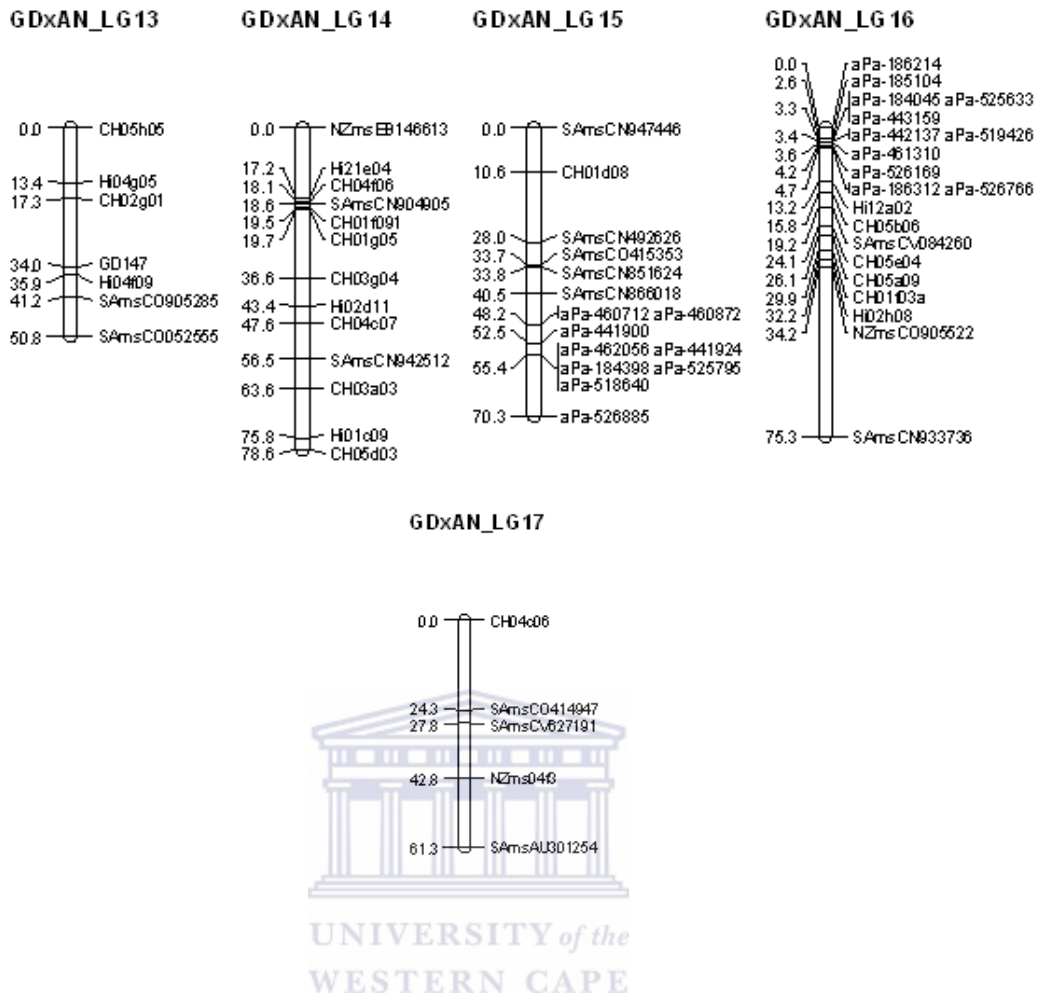 GDxAN_LG13
0.0 CH05h05
13.4 Hi04g05
17.3 CH02g01
34.0 GD147
35.9 Hi04f09
41.2 SAmsCO905285
50.8 SAmsCO052555
GDxAN_LG14
0.0 NZmsEB146613
17.2 Hi21e04
18.1 CH04f06
18.6 SAmsCN904905
19.5 CH01f091
19.7 CH01g05
36.6 CH03g04
43.4 Hi02d11
47.6 CH04c07
56.5 SAmsCN942512
63.6 CH03a03
75.8 Hi01c09
78.6 CH05d03
GDxAN_LG15
0.0 SAmsCN947446
10.6 CH01d08
28.0 SAmsCN492626
33.7 SAmsCO415353
33.8 SAmsCN851624
40.5 SAmsCN866018
48.2 aPa-460712 aPa-460872
52.5 aPa-441900
aPa-462056 aPa-441924
55.4 aPa-184398 aPa-525795
aPa-518640
70.3 aPa-526885
GDxAN_LG16
0.0 aPa-186214
2.6 aPa-185104
3.3 aPa-184045 aPa-525633
aPa-443159
3.4 aPa-442137 aPa-519426
3.6 aPa-461310
4.2 aPa-526169
4.7 aPa-186312 aPa-526766
13.2 Hi12a02
15.8 CH05b06
19.2 SAmsCV084260
24.1 CH05e04
26.1 CH05a09
29.9 CH01f03a
32.2 Hi02h08
34.2 NZmsCO905522
75.3 SAmsCN933736
GDxAN_LG17
0.0 CH04c06
24.3 SAmsCO414947
27.8 SAmsCV627191
42.8 NZms04f3
61.3 SAmsAU301254
UNIVERSITY of the
WESTERN CAPE